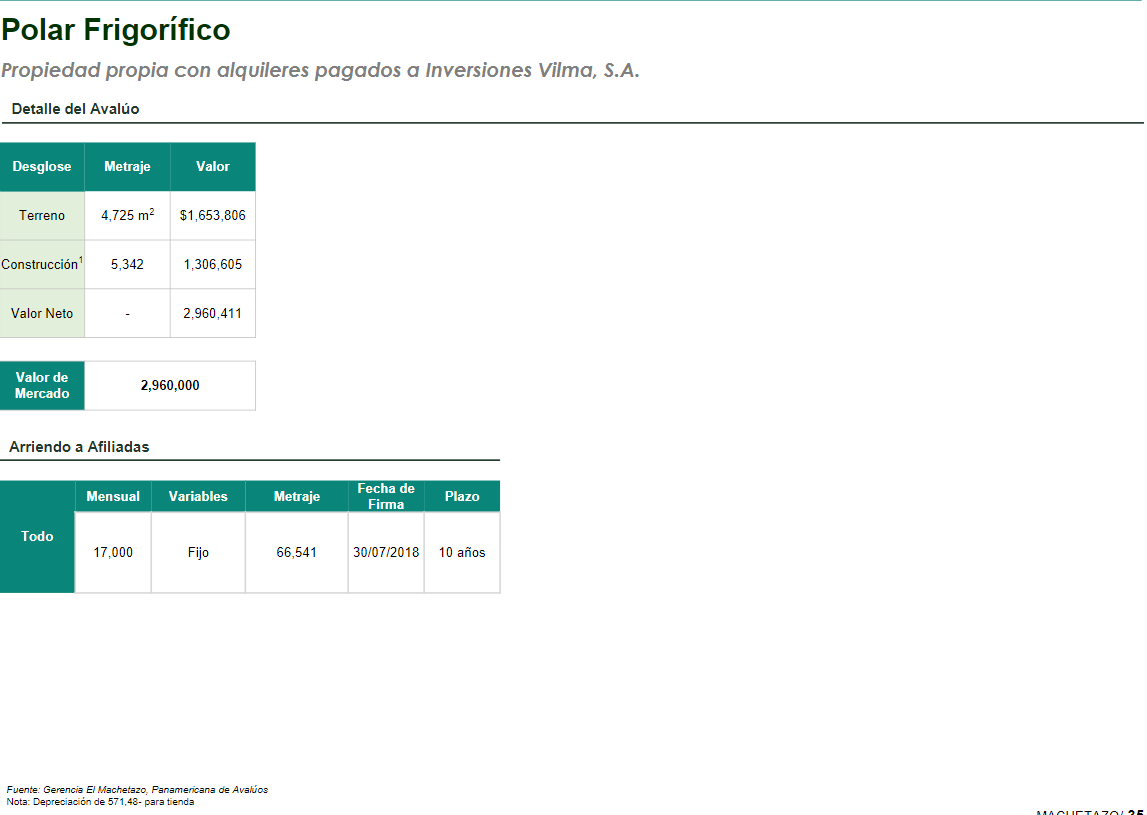 Polar Frigorífico
Propiedad propia con alquileres pagados a Inversiones Vilma, S.A.
Detalle del Avalúo
Desglose Metraje Valor
Terreno 4,725 m² $1,653,806
Construcción¹ 5,342 1,306,605
Valor Neto - 2,960,411
Valor de
Mercado
2,960,000
Arriendo a Afiliadas
Todo
Mensual Variables Metraje Fecha de
Firma Plazo
17,000 Fijo 66,541 30/07/2018 10 años
Fuente: Gerencia El Machetazo, Panamericana de Avalúos
Nota: Depreciación de 571,48- para tienda
MACHETAZO/ 35